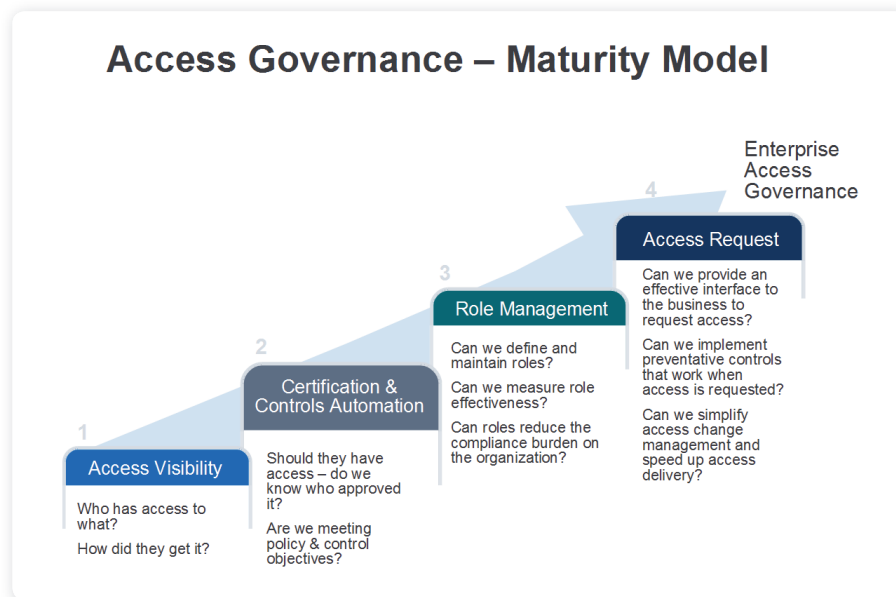 Access Governance – Maturity Model
Enterprise
Access
Governance
1
Access Visibility
Who has access to
what?
How did they get it?
2
Certification &
Controls Automation
Should they have
access – do we
know who approved
it?
Are we meeting
policy & control
objectives?
3
Role Management
Can we define and
maintain roles?
Can we measure role
effectiveness?
Can roles reduce the
compliance burden on
the organization?
4
Access Request
Can we provide an
effective interface to
the business to
request access?
Can we implement
preventative controls
that work when
access is requested?
Can we simplify
access change
management and
speed up access
delivery?